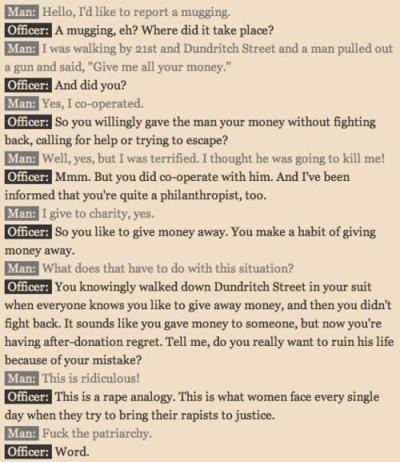 Man: Hello, I'd like to report a mugging.
Officer: A mugging, eh? Where did it take place?
Man: I was walking by 21st and Dundritch Street and a man pulled out
a gun and said, "Give me all your money."
Officer: And did you?
Man: Yes, I co-operated.
Officer: So you willingly gave the man your money without fighting
back, calling for help or trying to escape?
Man: Well, yes, but I was terrified. I thought he was going to kill me!
Officer: Mmm. But you did co-operate with him. And I've been
informed that you're quite a philanthropist, too.
Man: I give to charity, yes.
Officer: So you like to give money away. You make a habit of giving
money away.
Man: What does that have to do with this situation?
Officer: You knowingly walked down Dundritch Street in your suit
when everyone knows you like to give away money, and then you didn't
fight back. It sounds like you gave money to someone, but now you're
having after-donation regret. Tell me, do you really want to ruin his life
because of your mistake?
Man: This is ridiculous!
Officer: This is a rape analogy. This is what women face every single
day when they try to bring their rapists to justice.
Man: Fuck the patriarchy.
Officer: Word.